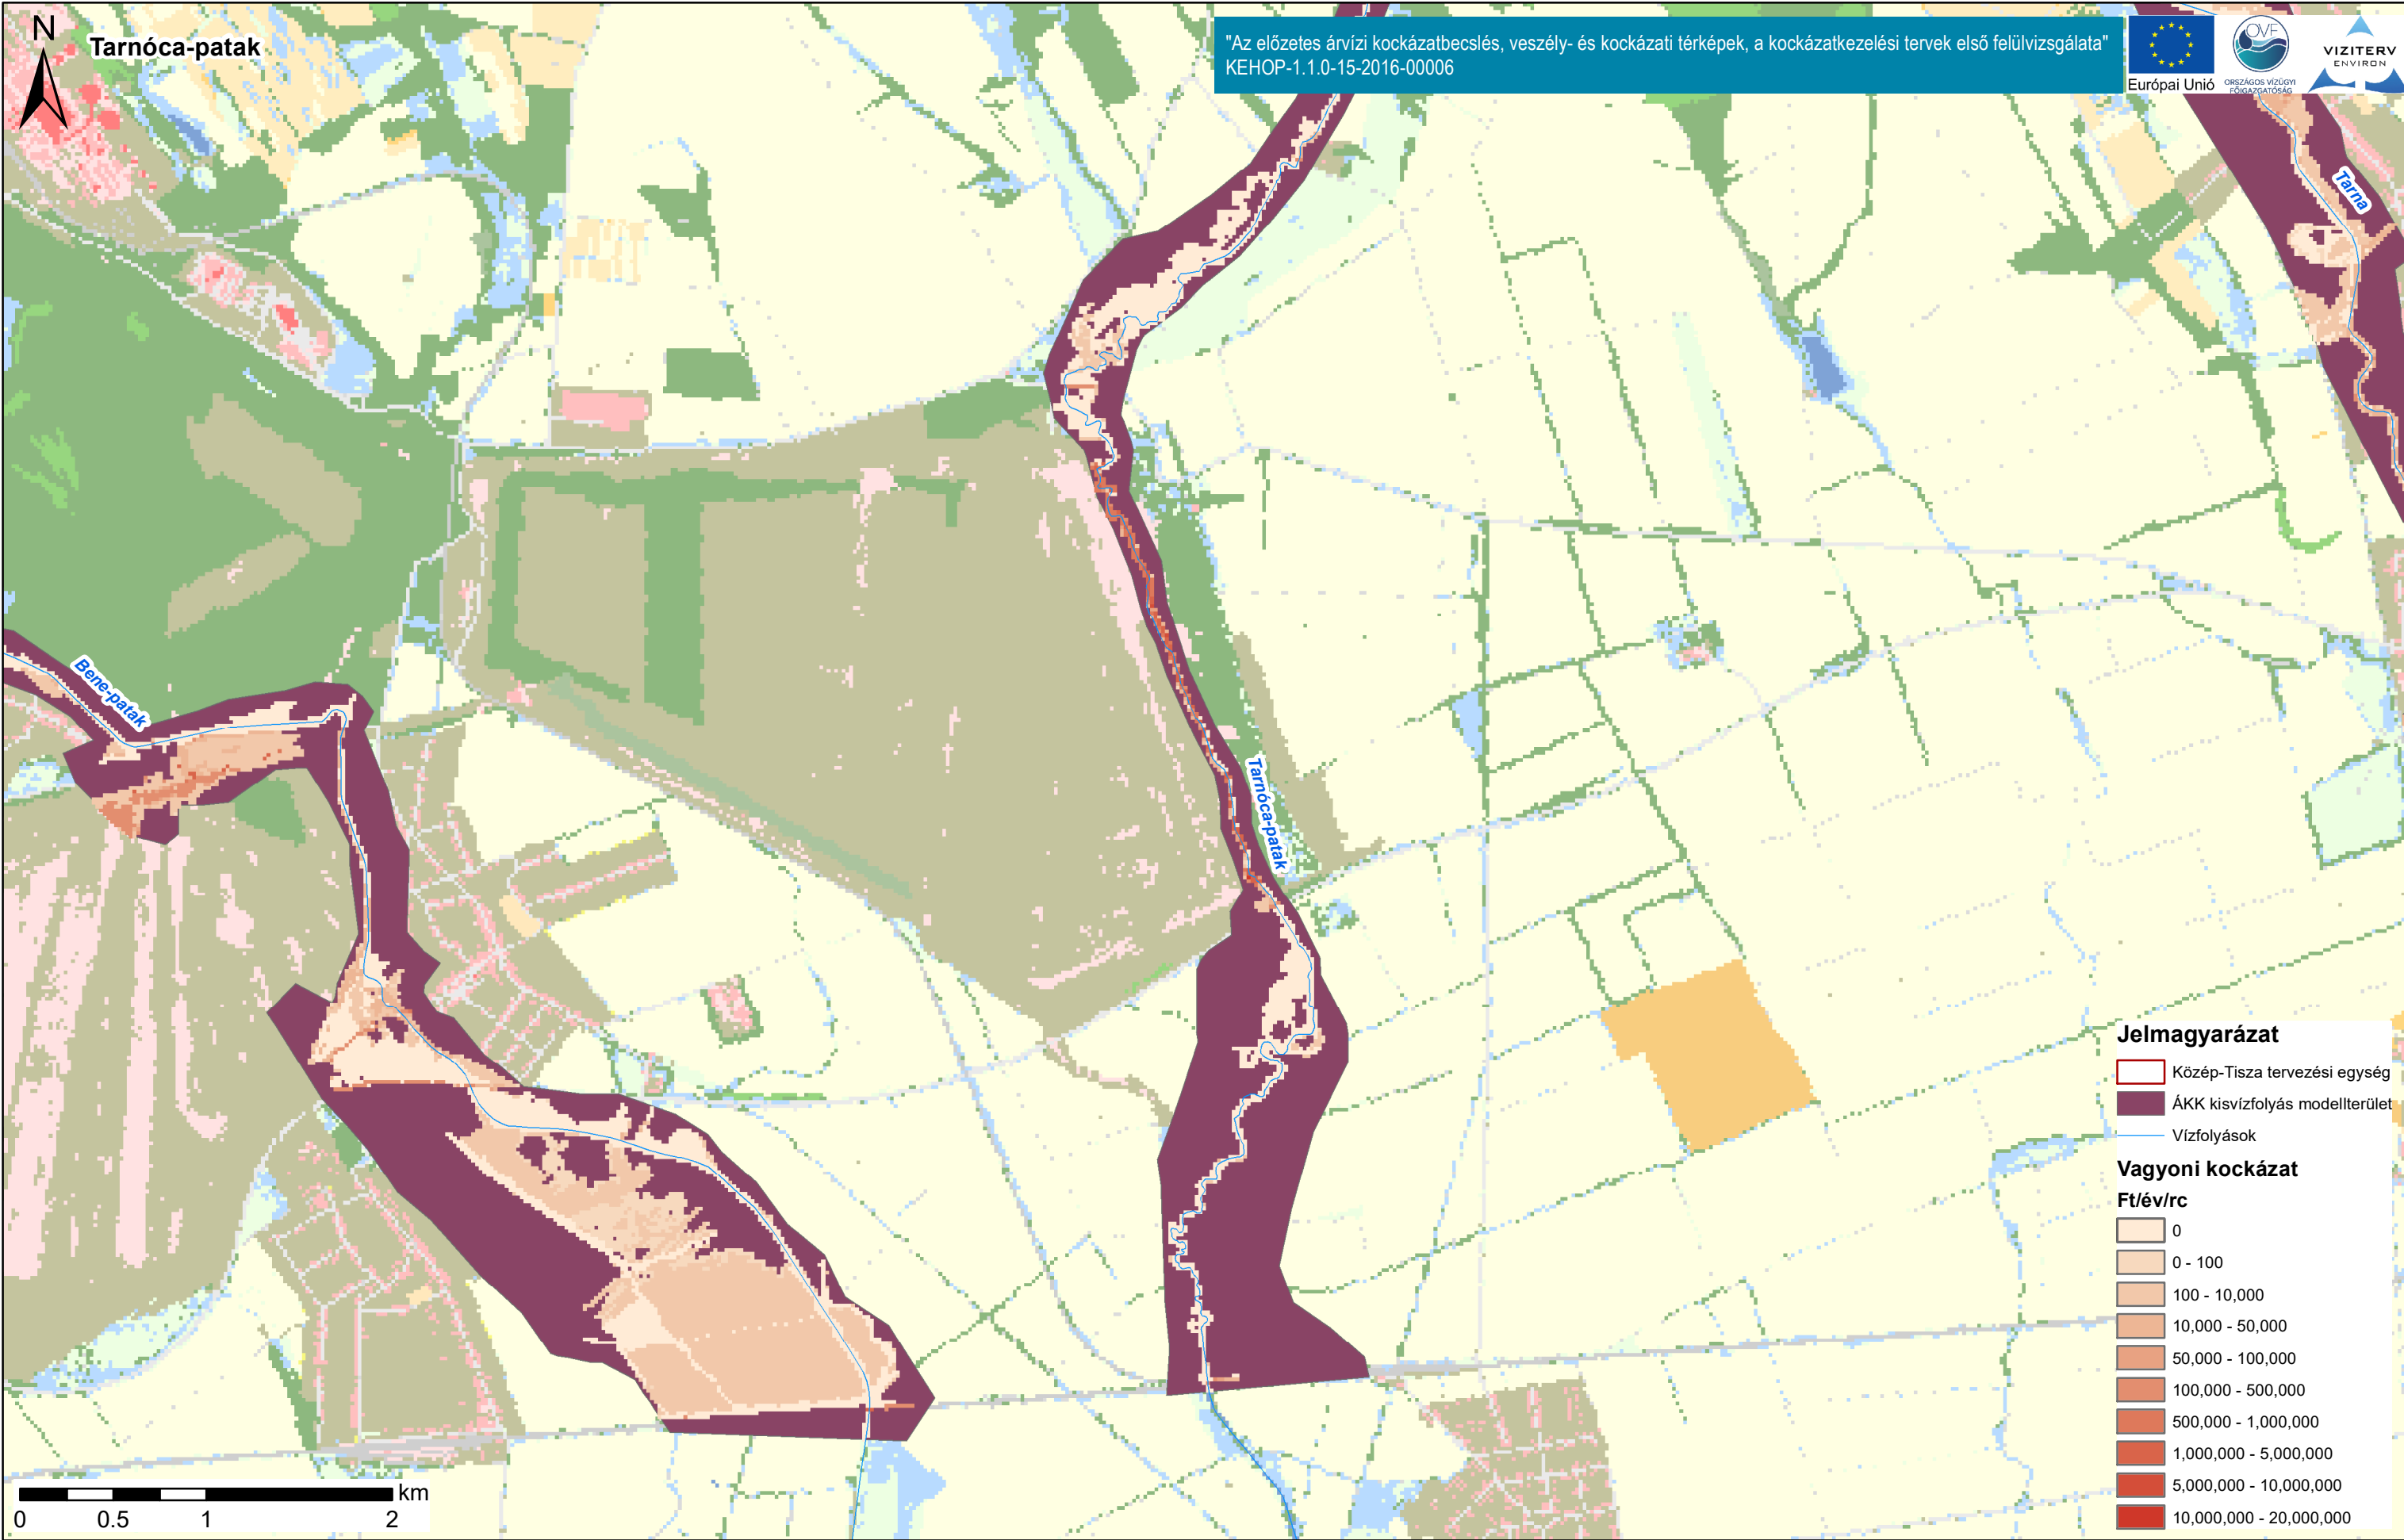 N
Tarnóca-patak
"Az előzetes árvízi kockázatbecslés, veszély- és kockázati térképek, a kockázatkezelési tervek első felülvizsgálata"
KEHOP-1.1.0-15-2016-00006
Európai Unió
OVF
ORSZÁGOS VÍZÜGYI
FŐIGAZGATÓSÁG
VIZITERV
ENVIRON
Tarna
Bene-patak
Tarnóca-patak
Jelmagyarázat
Közép-Tisza tervezési egység
ÁKK kisvízfolyás modellterület
Vízfolyások
Vagyoni kockázat
Ft/év/rc
0
0 - 100
100 - 10,000
10,000 - 50,000
50,000 - 100,000
100,000 - 500,000
500,000 - 1,000,000
1,000,000 - 5,000,000
5,000,000 - 10,000,000
10,000,000 - 20,000,000
km
0 0.5 1 2